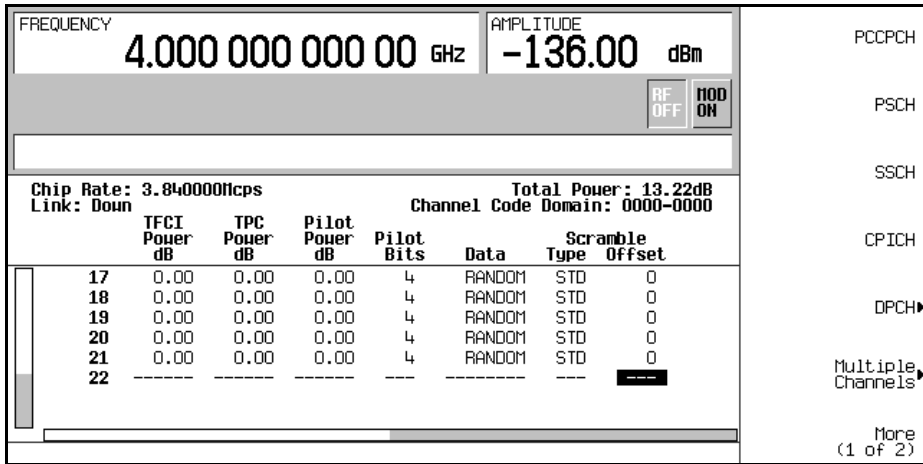 FREQUENCY
4.000 000 000 00 GHz
AMPLITUDE
-136.00 dBm
RF OFF
MOD ON
Chip Rate: 3.840000Mcps
Total Power: 13.22dB
Link: Down
Channel Code Domain: 0000-0000
TFCI Power dB
TPC Power dB
Pilot Power dB
Pilot Bits
Data
Scramble
Type Offset
17 0.00 0.00 0.00 4 RANDOM STD 0
18 0.00 0.00 0.00 4 RANDOM STD 0
19 0.00 0.00 0.00 4 RANDOM STD 0
20 0.00 0.00 0.00 4 RANDOM STD 0
21 0.00 0.00 0.00 4 RANDOM STD 0
22 ------ ------ ------ --- -------- --- ---
PCCPCH
PSCH
SSCH
CPICH
DPCH
Multiple
Channels
More
(1 of 2)